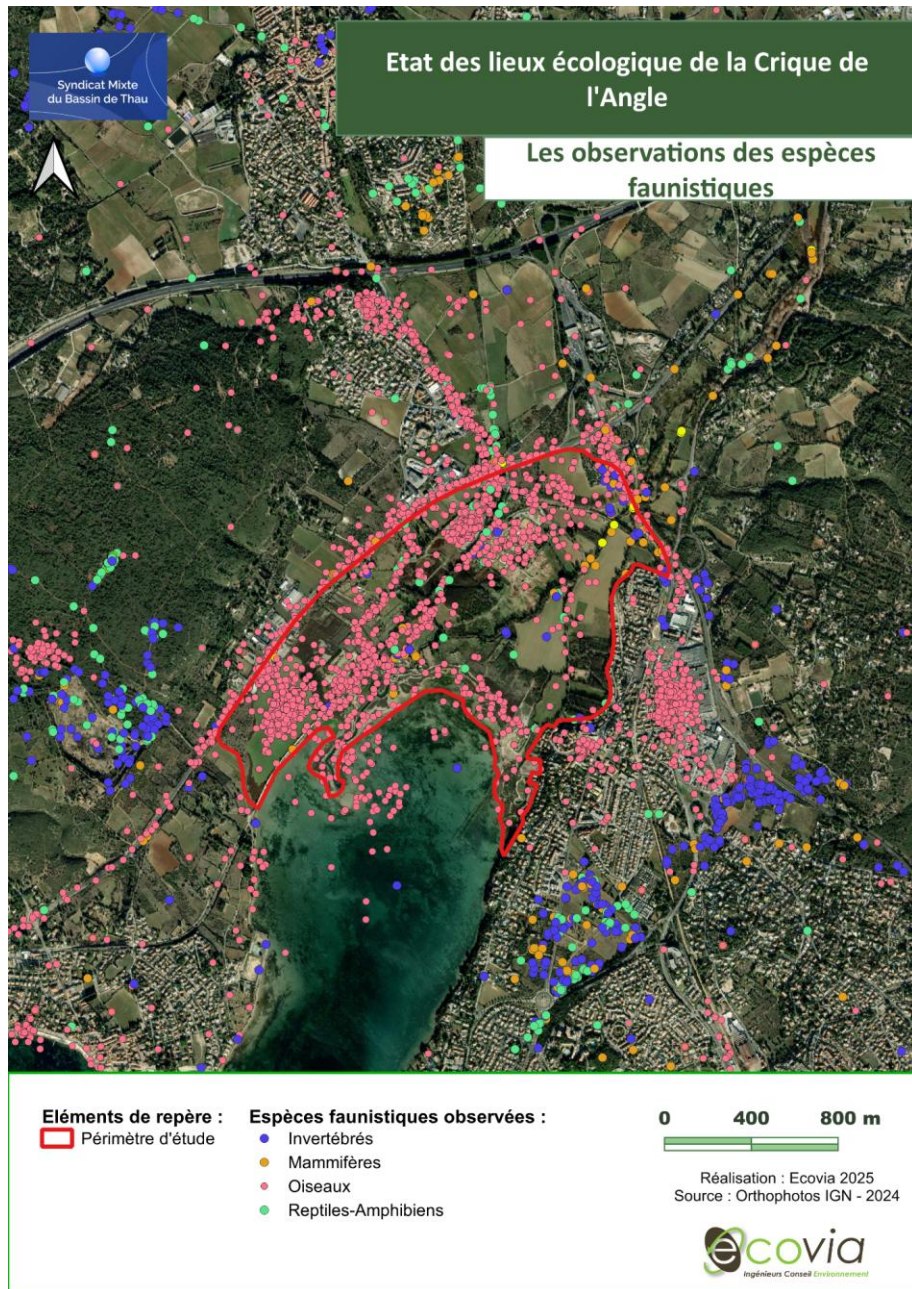 Syndicat Mixte
du Bassin de Thau
Etat des lieux écologique de la Crique de
l'Angle
Les observations des espèces
faunistiques
Eléments de repère :
Périmètre d'étude
Espèces faunistiques observées :
Invertébrés
Mammifères
Oiseaux
Reptiles-Amphibiens
0 400 800 m
Réalisation : Ecovia 2025
Source : Orthophotos IGN - 2024
ecovia
Ingénieurs Conseil Environnement